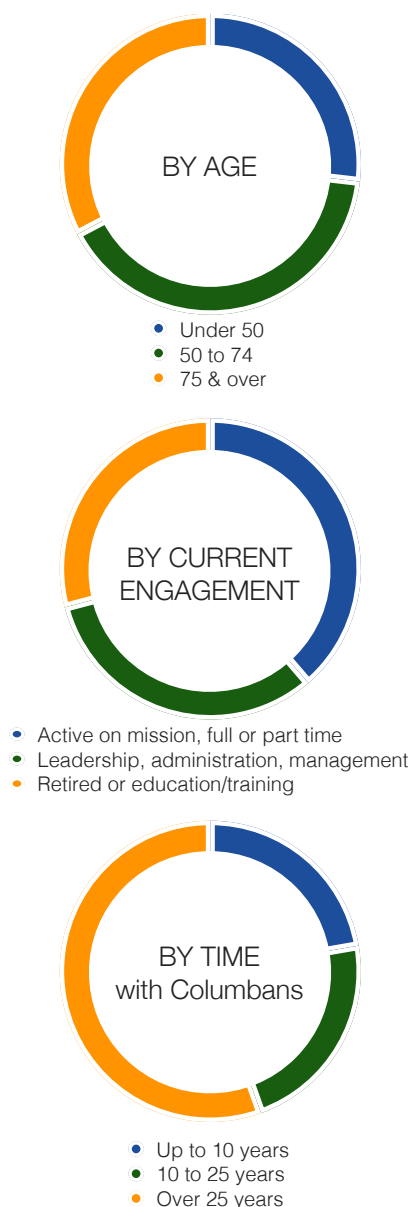 BY AGE
Under 50
50 to 74
75 & over
BY CURRENT
ENGAGEMENT
Active on mission, full or part time
Leadership, administration, management
Retired or education/training
BY TIME
with Columbans
Up to 10 years
10 to 25 years
Over 25 years